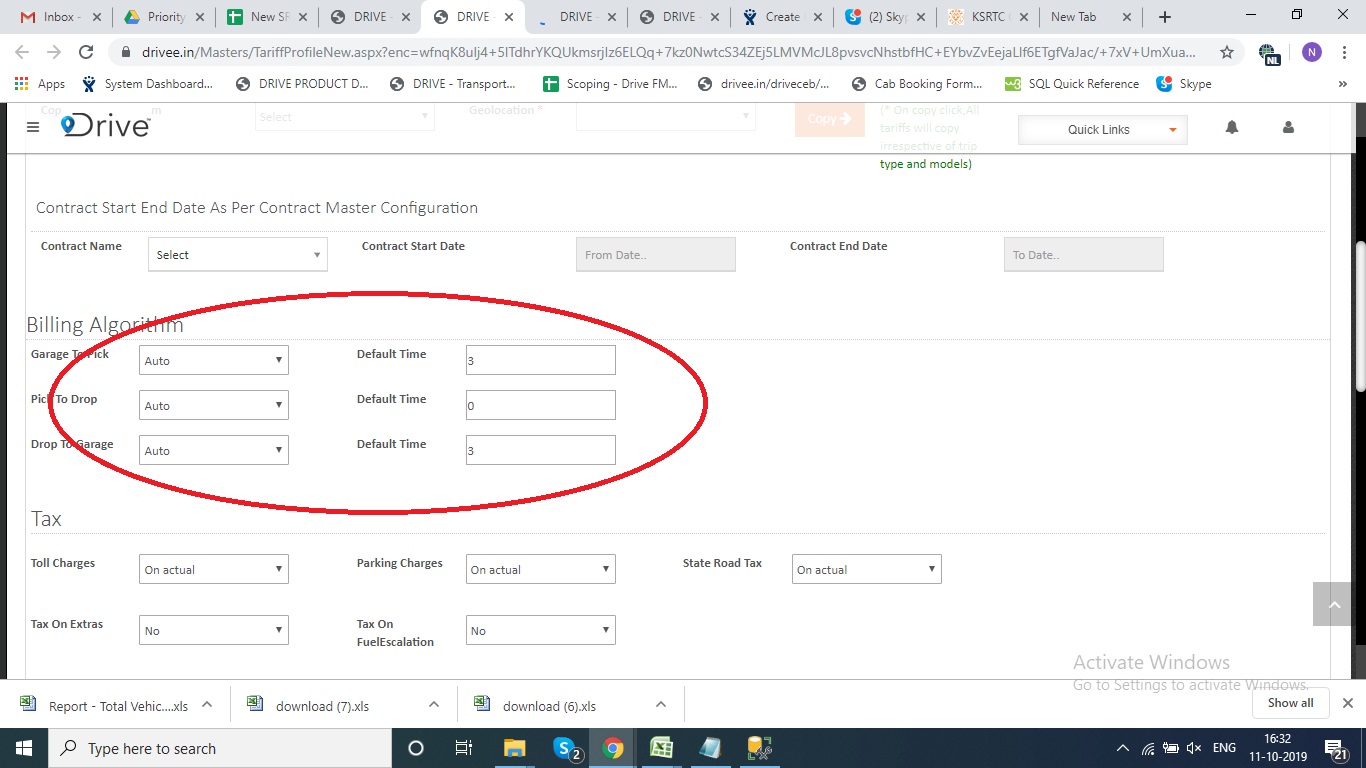 Inbox -
Priority
New SR
DRIVE -
DRIVE -
DRIVE -
DRIVE -
Create
(2) Skyp
KSRTC
New Tab
drivee.in/Masters/TariffProfileNew.aspx?enc=wfnqK8ulj4+5ITdhrYKQUkmsrjIz6ELQq+7kz0NwtcS34ZEj5LMVMcJL8pvsvcNhstbfHC+EYbvZvEejaLlf6ETgfVaJac/+7xV+UmXua...
NL
N
Apps
System Dashboard...
DRIVE PRODUCT D...
DRIVE - Transport...
Scoping - Drive FM...
drivee.in/driveceb/...
Cab Booking Form...
SQL Quick Reference
Skype
»
Select
Geolocation *
Copy
(* On copy click,All
tariffs will copy
irrespective of trip
type and models)
Drive™
Quick Links
Contract Start End Date As Per Contract Master Configuration
Contract Name
Select
Contract Start Date
From Date..
Contract End Date
To Date..
Billing Algorithm
Garage To Pick
Auto
Default Time
3
Pick To Drop
Auto
Default Time
0
Drop To Garage
Auto
Default Time
3
Tax
Toll Charges
On actual
Parking Charges
On actual
State Road Tax
On actual
Tax On Extras
No
Tax On
FuelEscalation
No
Activate Windows
Go to Settings to activate Windows.
Report - Total Vehic....xls
download (7).xls
download (6).xls
Show all
Type here to search
2
ENG
16:32
11-10-2019
21